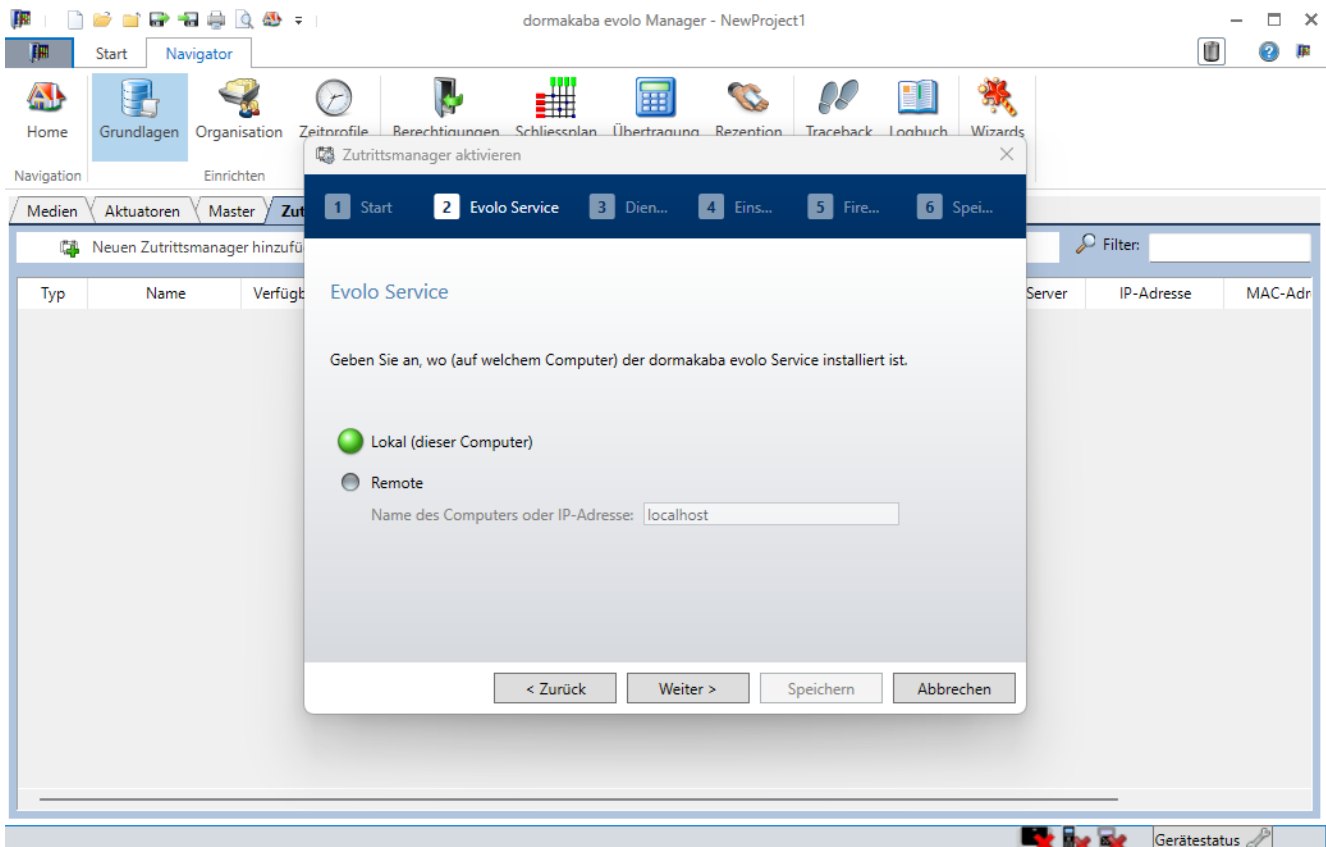 dormakaba evolo Manager - NewProject1
Start Navigator
Home Grundlagen Organisation Zeitprofile Berechtigungen Schliessplan Übertragung Rezeption Traceback Logbuch Wizards
Navigation Einrichten
Zutrittsmanager aktivieren
1 Start 2 Evolo Service 3 Dien... 4 Eins... 5 Fire... 6 Spei...
Medien Aktuatoren Master Zut
Neuen Zutrittsmanager hinzufü
Filter:
Typ Name Verfügb Server IP-Adresse MAC-Adr
Evolo Service
Geben Sie an, wo (auf welchem Computer) der dormakaba evolo Service installiert ist.
Lokal (dieser Computer)
Remote
Name des Computers oder IP-Adresse: localhost
< Zurück Weiter > Speichern Abbrechen
Gerätestatus